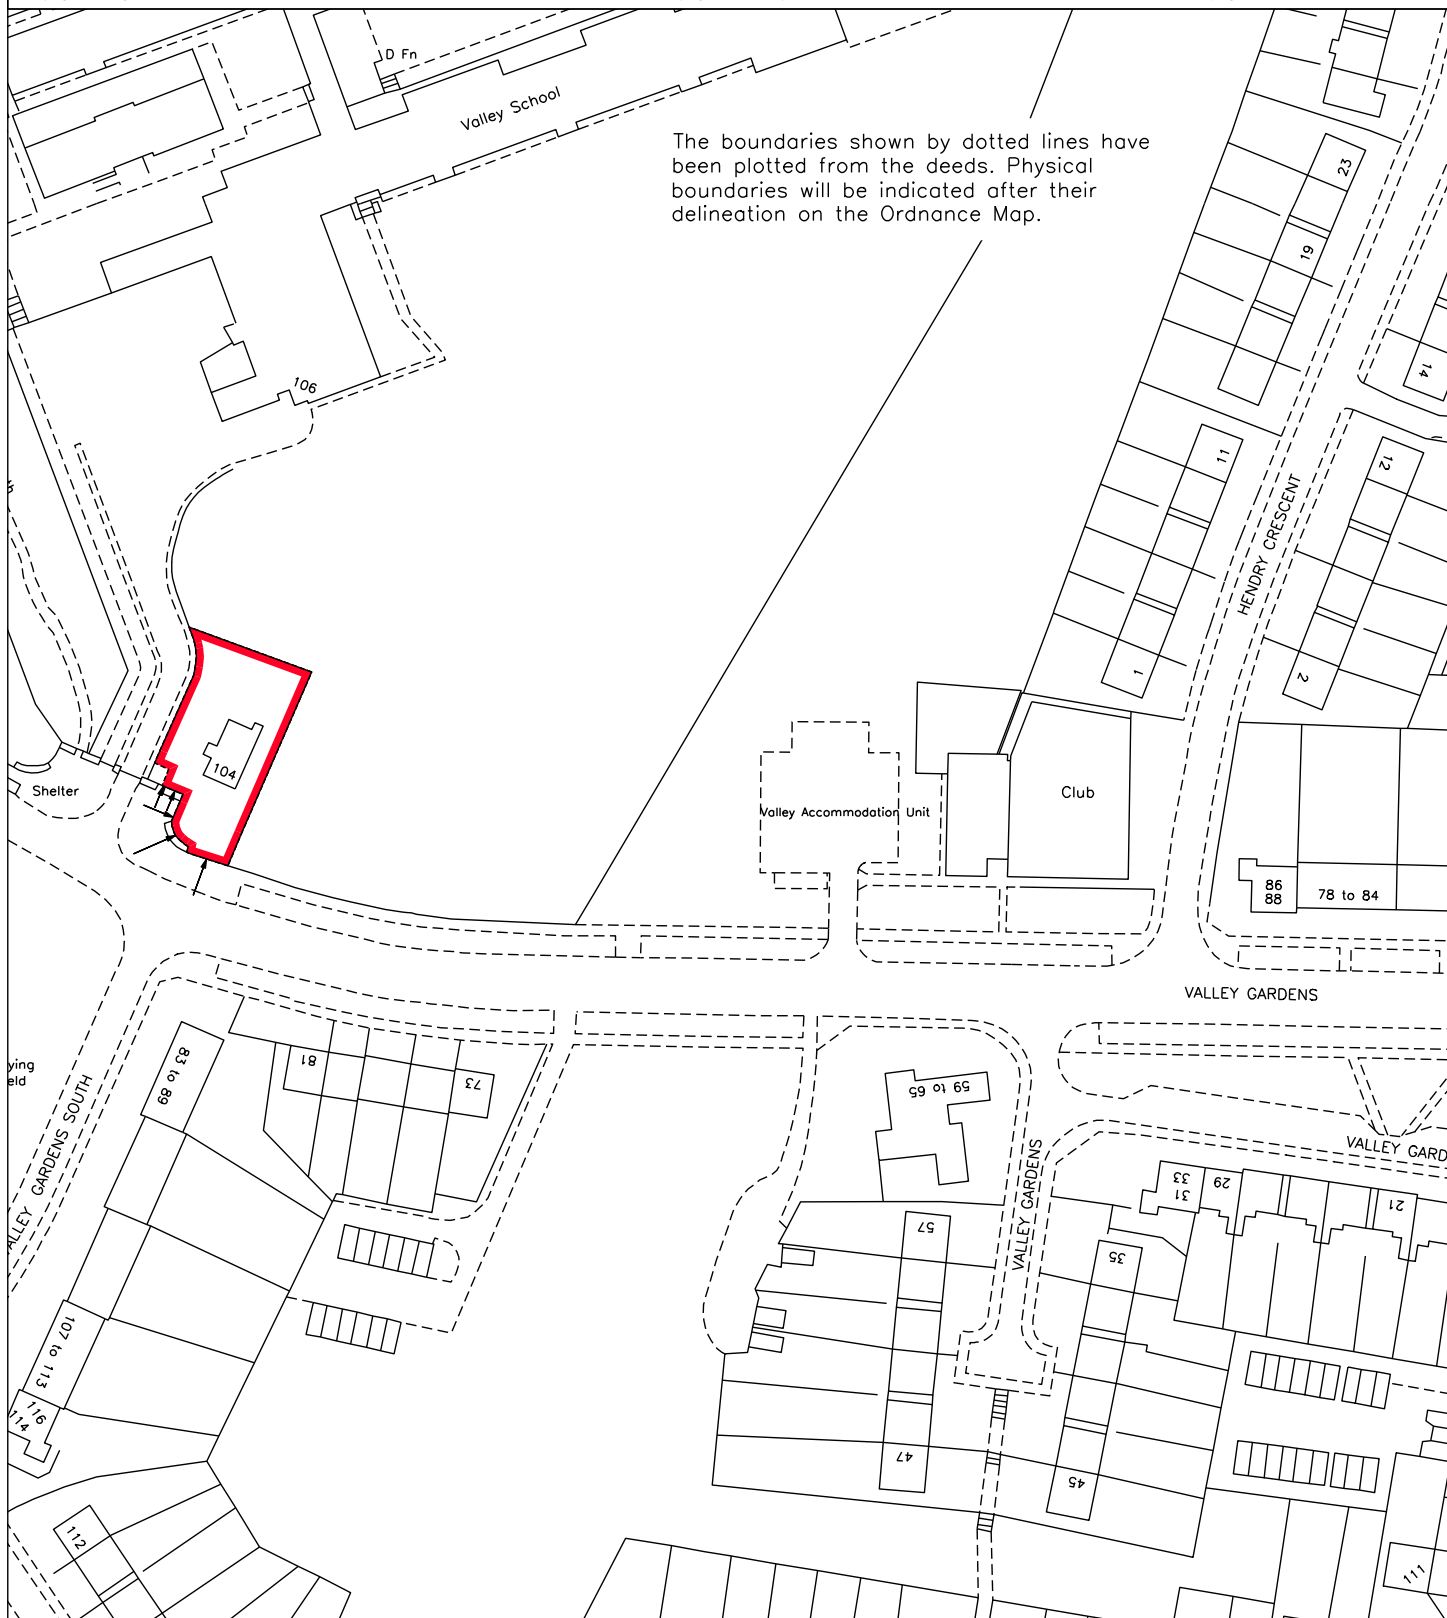 D Fn
Valley School
The boundaries shown by dotted lines have
been plotted from the deeds. Physical
boundaries will be indicated after their
delineation on the Ordnance Map.
23
19
14
106
11
12
HENDRY CRESCENT
1
2
104
Shelter
Valley Accommodation Unit
Club
86
88
78 to 84
VALLEY GARDENS
83 to 89
81
73
59 to 65
VALLEY GARDENS SOUTH
VALLEY GARDENS
VALLEY GARD
33
31
29
21
57
35
107 to 113
116
114
47
45
112
111